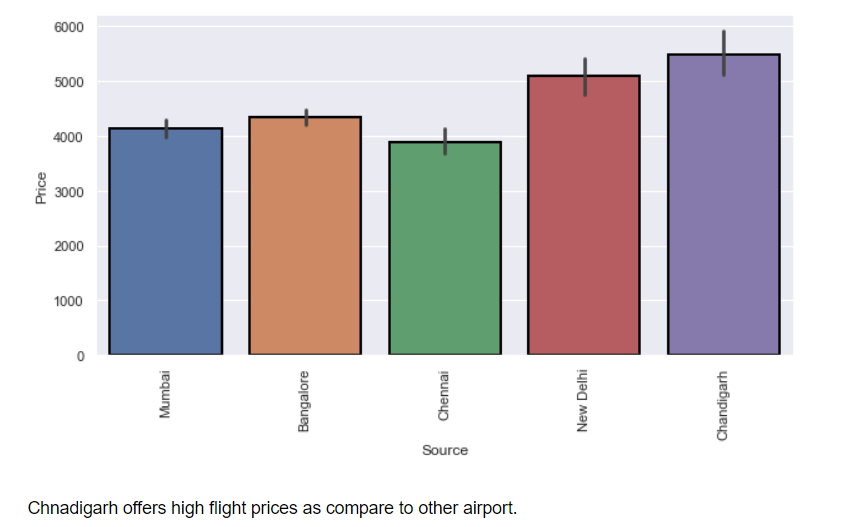 6000
5000
4000
3000
2000
1000
0
Price
Mumbai
Bangalore
Chennai
New Delhi
Chandigarh
Source
Chnadigarh offers high flight prices as compare to other airport.